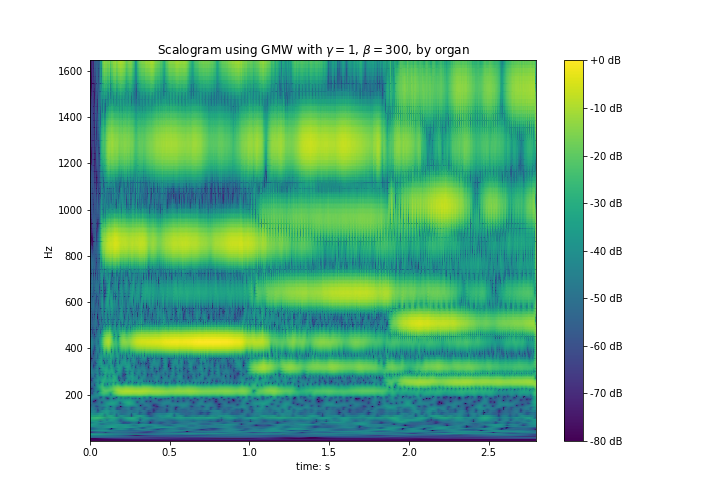 Scalogram using GMW with γ = 1, β = 300, by organ
1600
1400
1200
1000
800
600
400
200
Hz
0.0 0.5 1.0 1.5 2.0 2.5
time: s
+0 dB
-10 dB
-20 dB
-30 dB
-40 dB
-50 dB
-60 dB
-70 dB
-80 dB